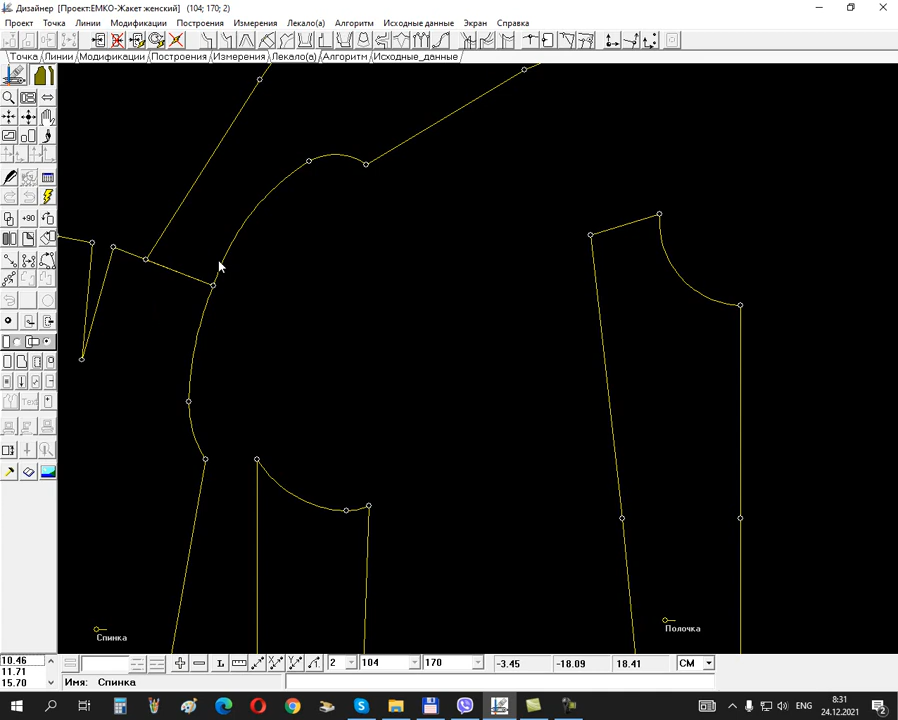 Дизайнер [Проект:EMKO-Жакет женский] (104; 170; 2)
Проект Точка Линии Модификации Построения Измерения Лекало(а) Алгоритм Исходные данные Экран Справка
Точка Линии Модификации Построения Измерения Лекало(а) Алгоритм Исходные_данные
+90
Text
Спинка
Полочка
10.46
11.71
15.70
L 2 104 170 -3.45 -18.09 18.41 СМ
Имя: Спинка
ENG
8:31
24.12.2021
2